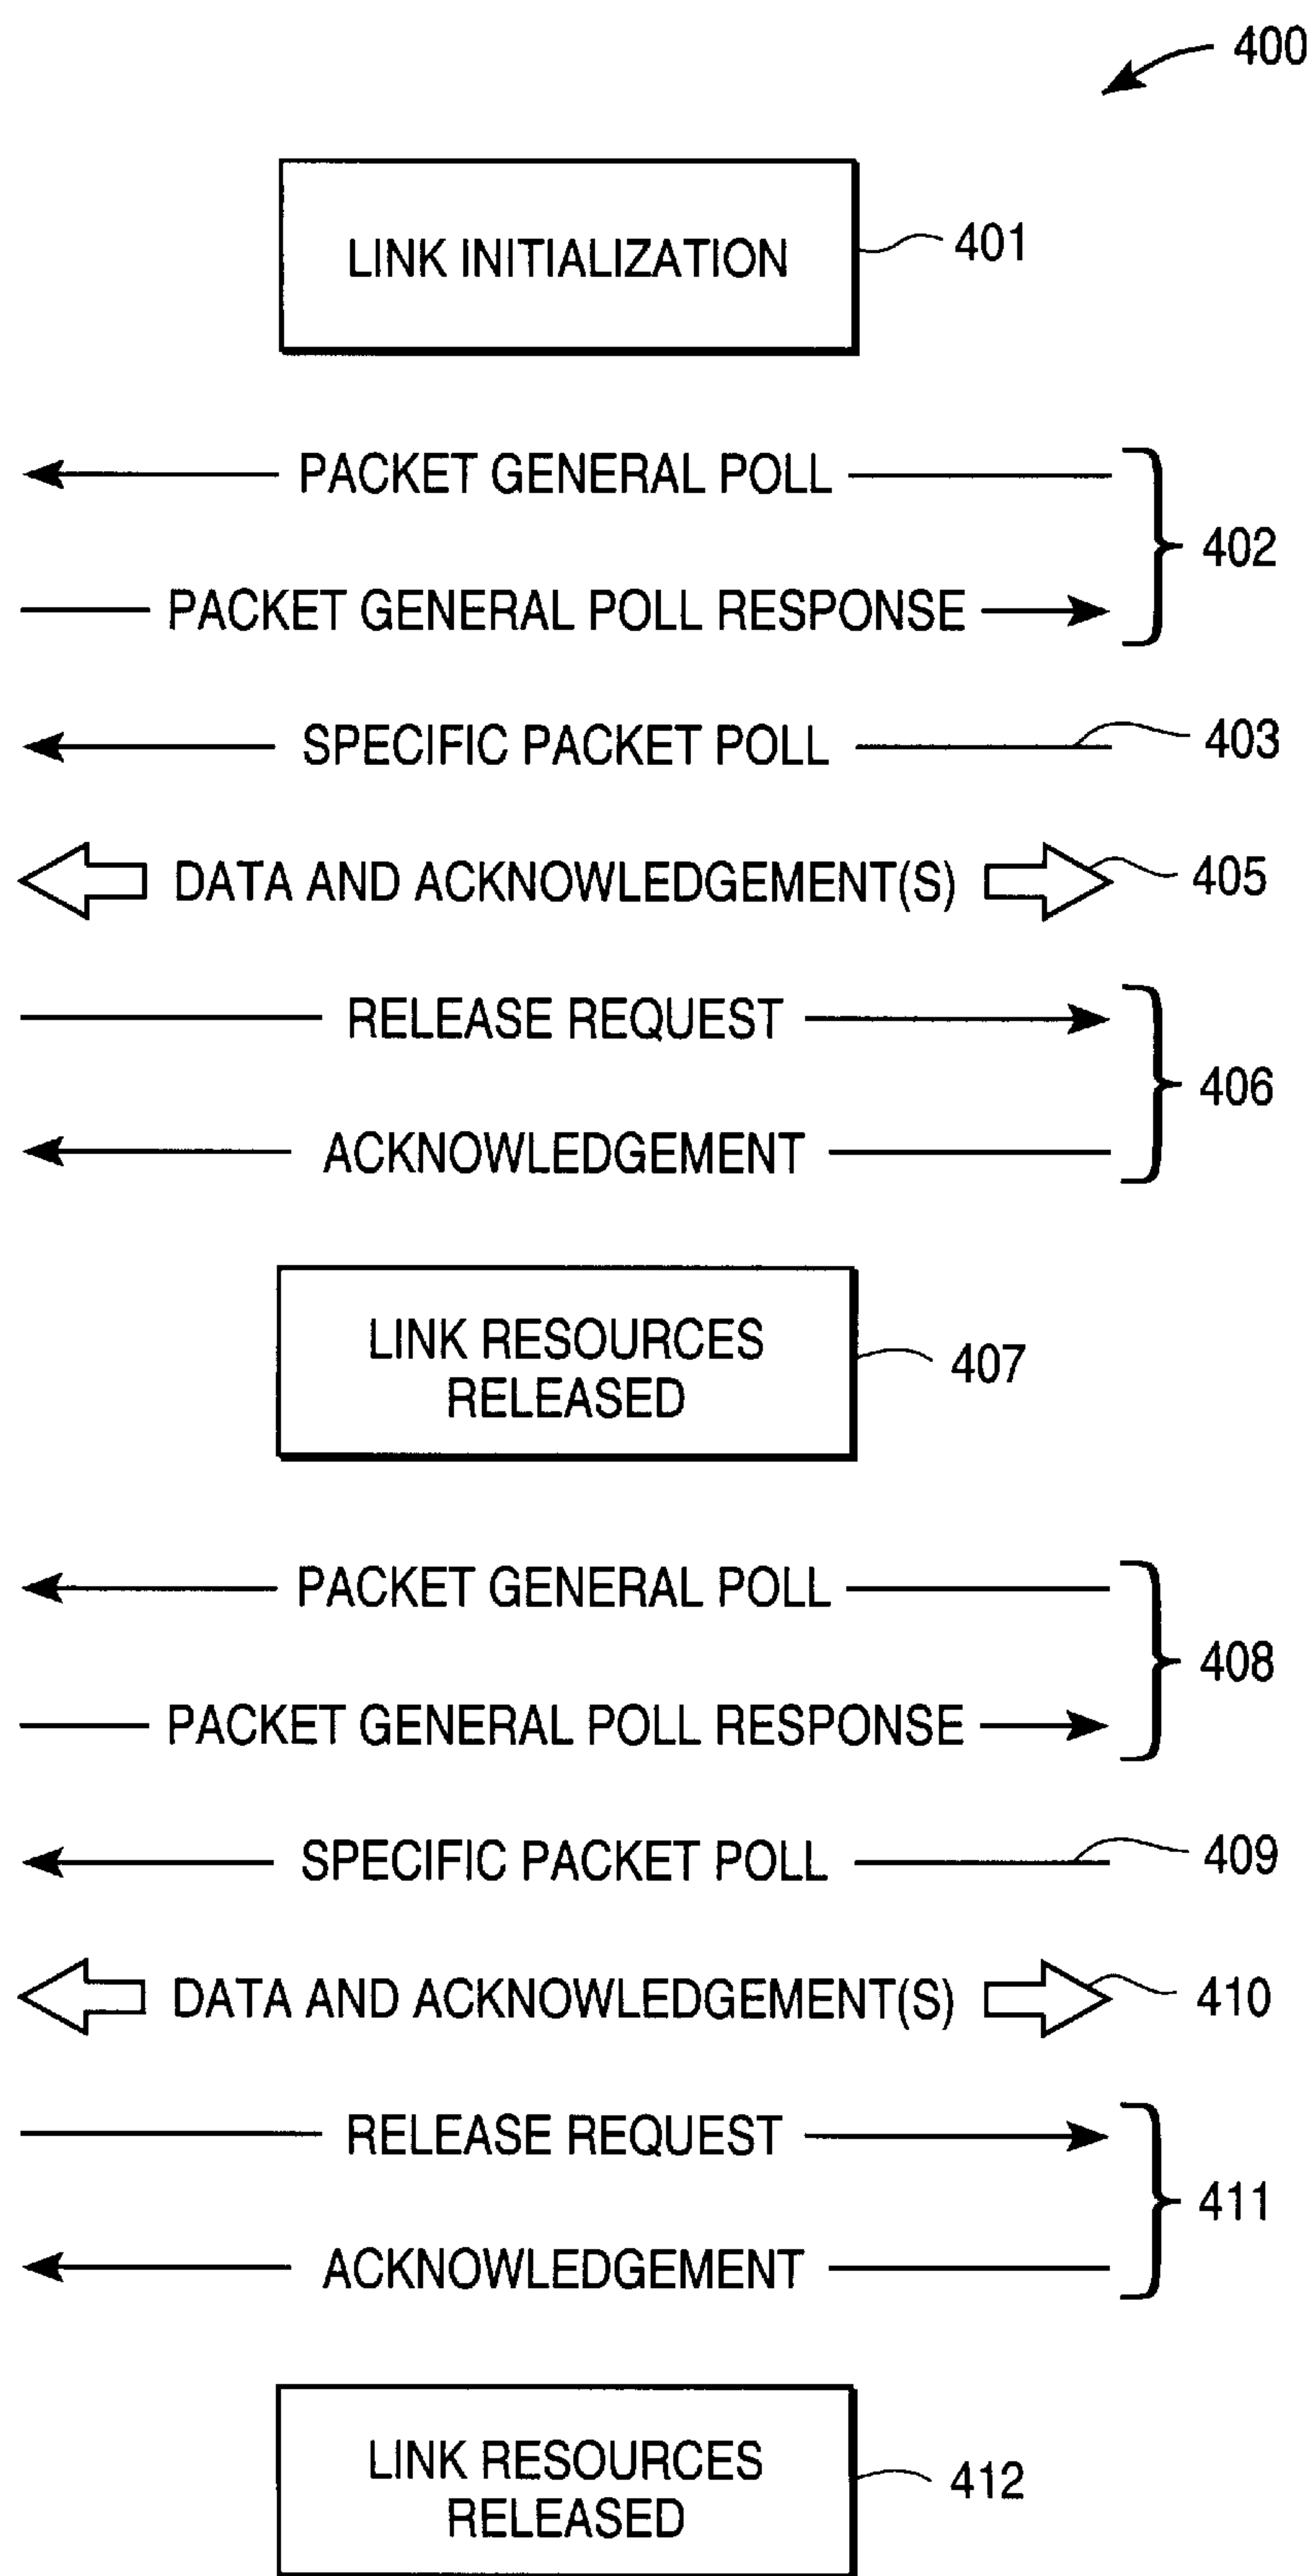 400
LINK INITIALIZATION
401
PACKET GENERAL POLL
402
PACKET GENERAL POLL RESPONSE
SPECIFIC PACKET POLL
403
DATA AND ACKNOWLEDGEMENT(S)
405
RELEASE REQUEST
406
ACKNOWLEDGEMENT
LINK RESOURCES
RELEASED
407
PACKET GENERAL POLL
408
PACKET GENERAL POLL RESPONSE
SPECIFIC PACKET POLL
409
DATA AND ACKNOWLEDGEMENT(S)
410
RELEASE REQUEST
411
ACKNOWLEDGEMENT
LINK RESOURCES
RELEASED
412